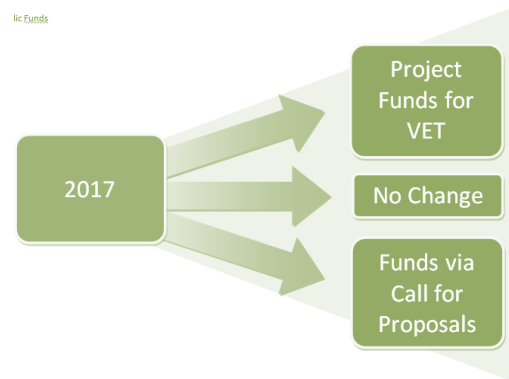 lic Funds
2017
Project
Funds for
VET
No Change
Funds via
Call for
Proposals